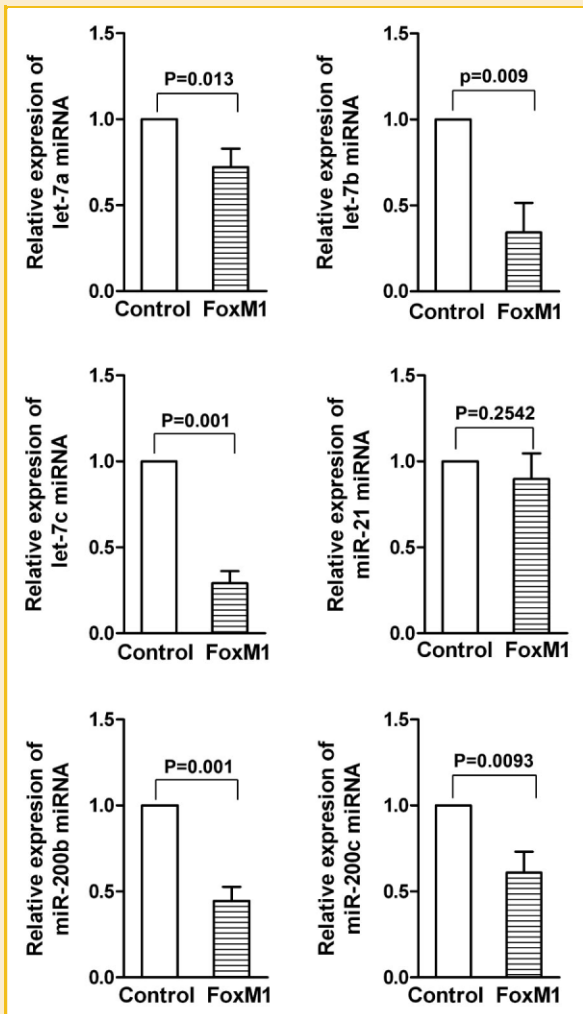 Relative expresion of
let-7a miRNA
1.5
1.0
0.5
0.0
P=0.013
Control FoxM1
Relative expresion of
let-7b miRNA
1.5
1.0
0.5
0.0
p=0.009
Control FoxM1
Relative expresion of
let-7c miRNA
1.5
1.0
0.5
0.0
P=0.001
Control FoxM1
Relative expresion of
miR-21 miRNA
1.5
1.0
0.5
0.0
P=0.2542
Control FoxM1
Relative expresion of
miR-200b miRNA
1.5
1.0
0.5
0.0
P=0.001
Control FoxM1
Relative expresion of
miR-200c miRNA
1.5
1.0
0.5
0.0
P=0.0093
Control FoxM1